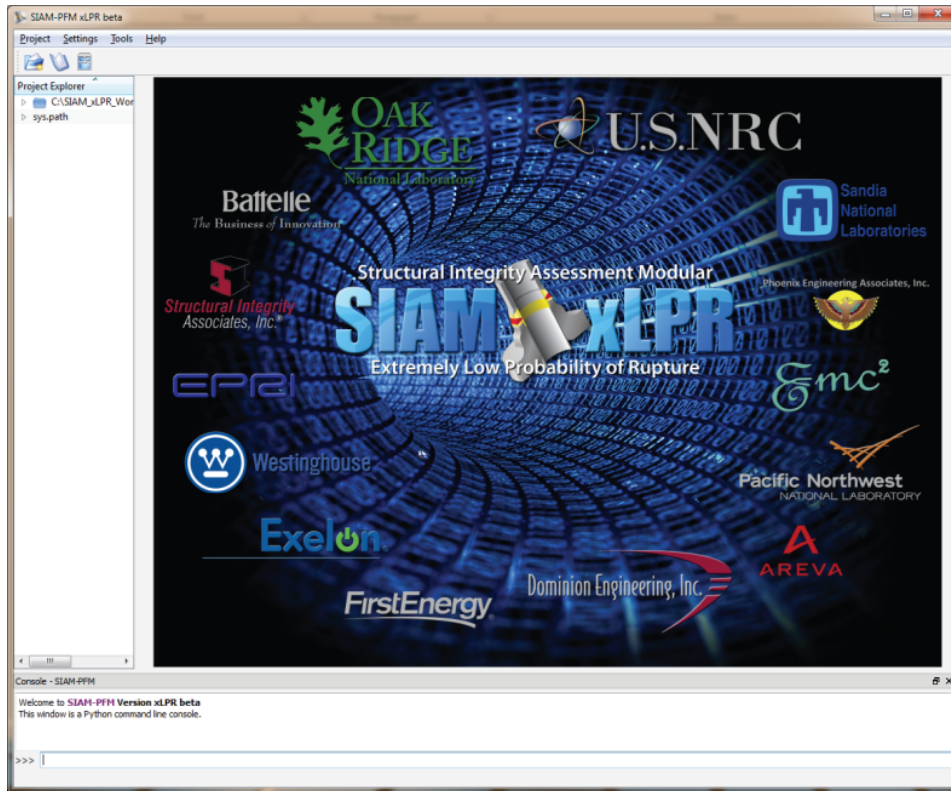 SIAM-PFM xLPR beta
Project Settings Tools Help
Project Explorer
C:\SIAM_xLPR_Wor
sys.path
OAK
RIDGE
National Laboratory
U.S.NRC
Battelle
The Business of Innovation
Sandia
National
Laboratories
Structural Integrity
Associates, Inc.®
Structural Integrity Assessment Modular
SIAM xLPR
Extremely Low Probability of Rupture
Phoenix Engineering Associates, Inc.
EPRI
Emc²
Westinghouse
Pacific Northwest
NATIONAL LABORATORY
Exelon
AREVA
FirstEnergy
Dominion Engineering, Inc.
Console - SIAM-PFM
Welcome to SIAM-PFM Version xLPR beta
This window is a Python command line console.
>>>